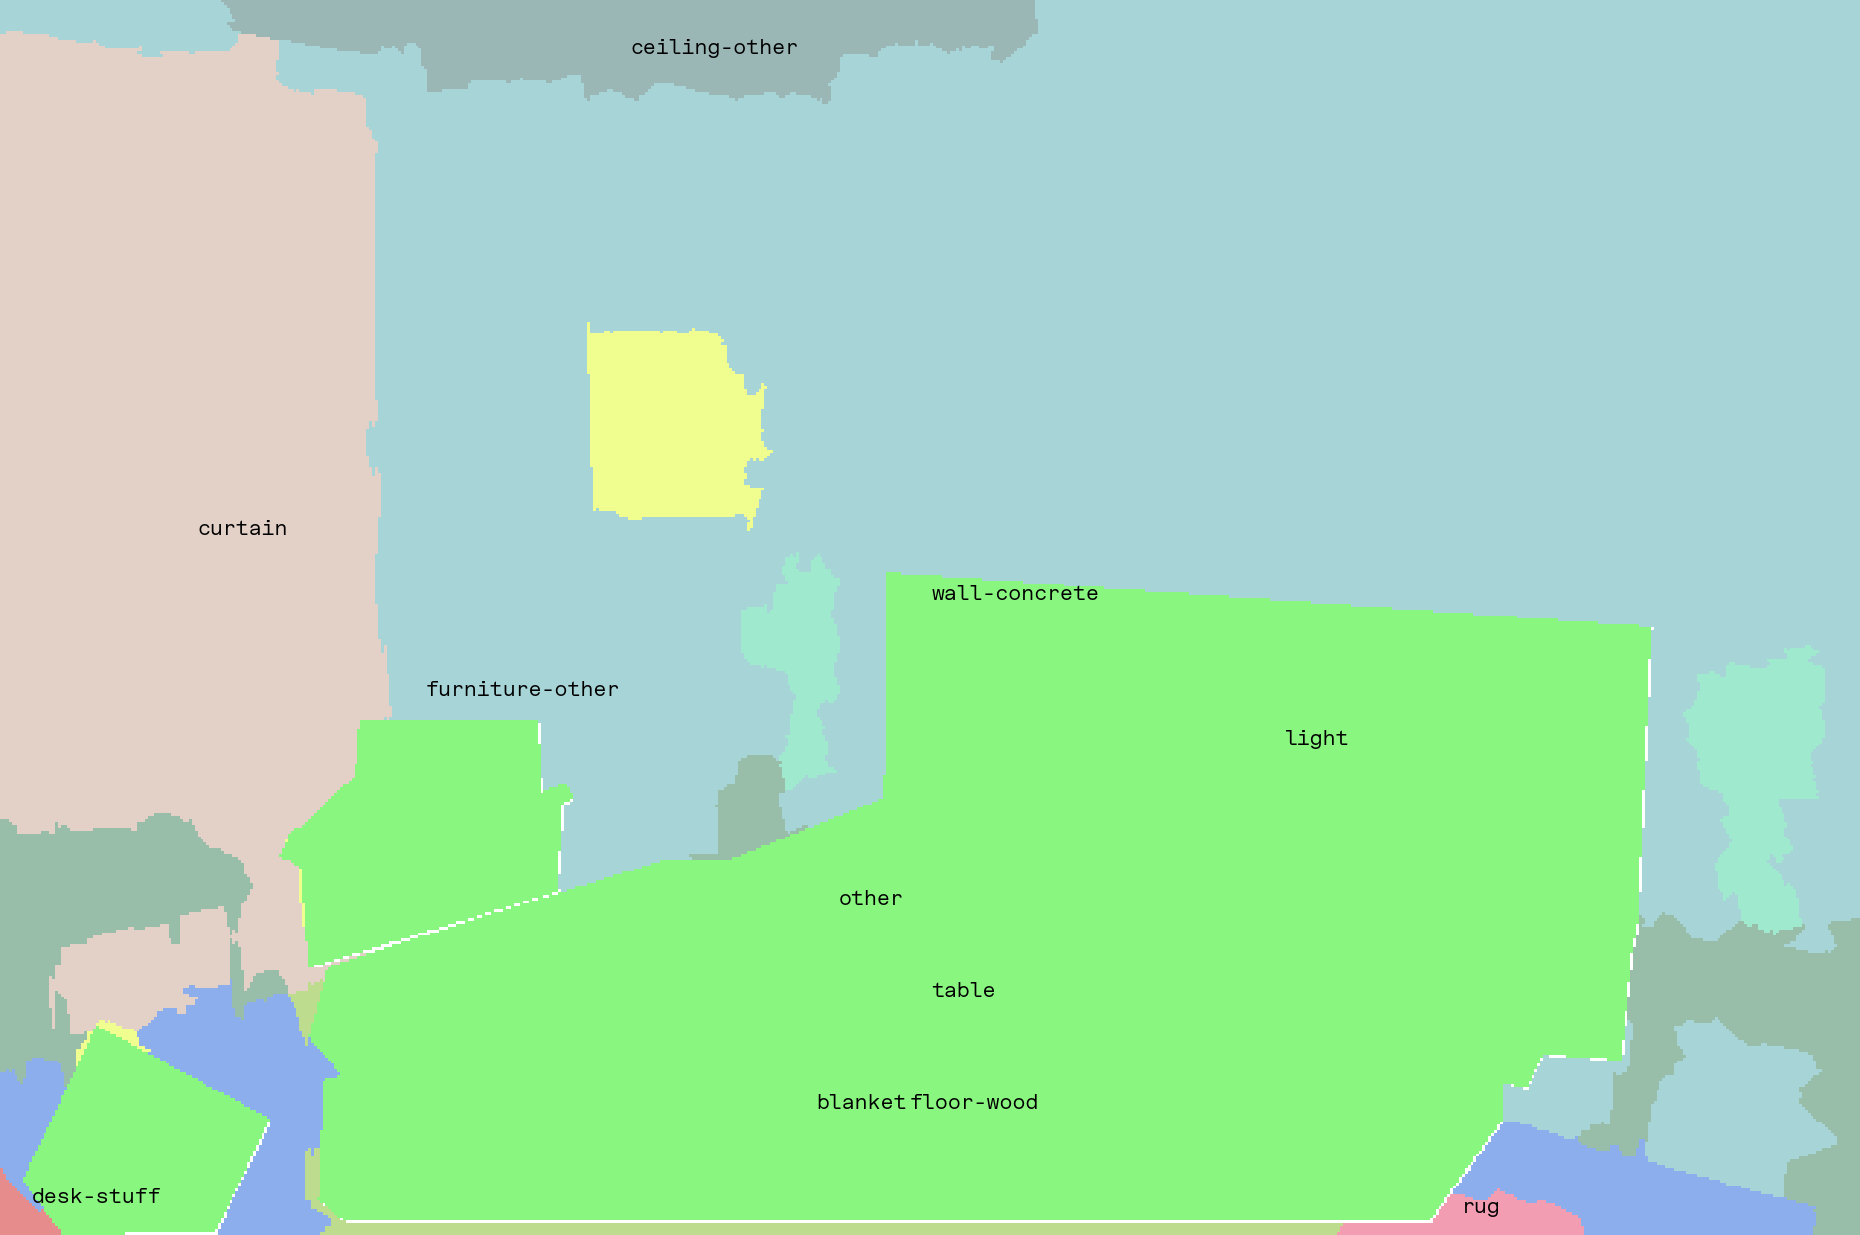 ceiling-other
curtain
wall-concrete
furniture-other
light
other
table
blanket floor-wood
desk-stuff
rug